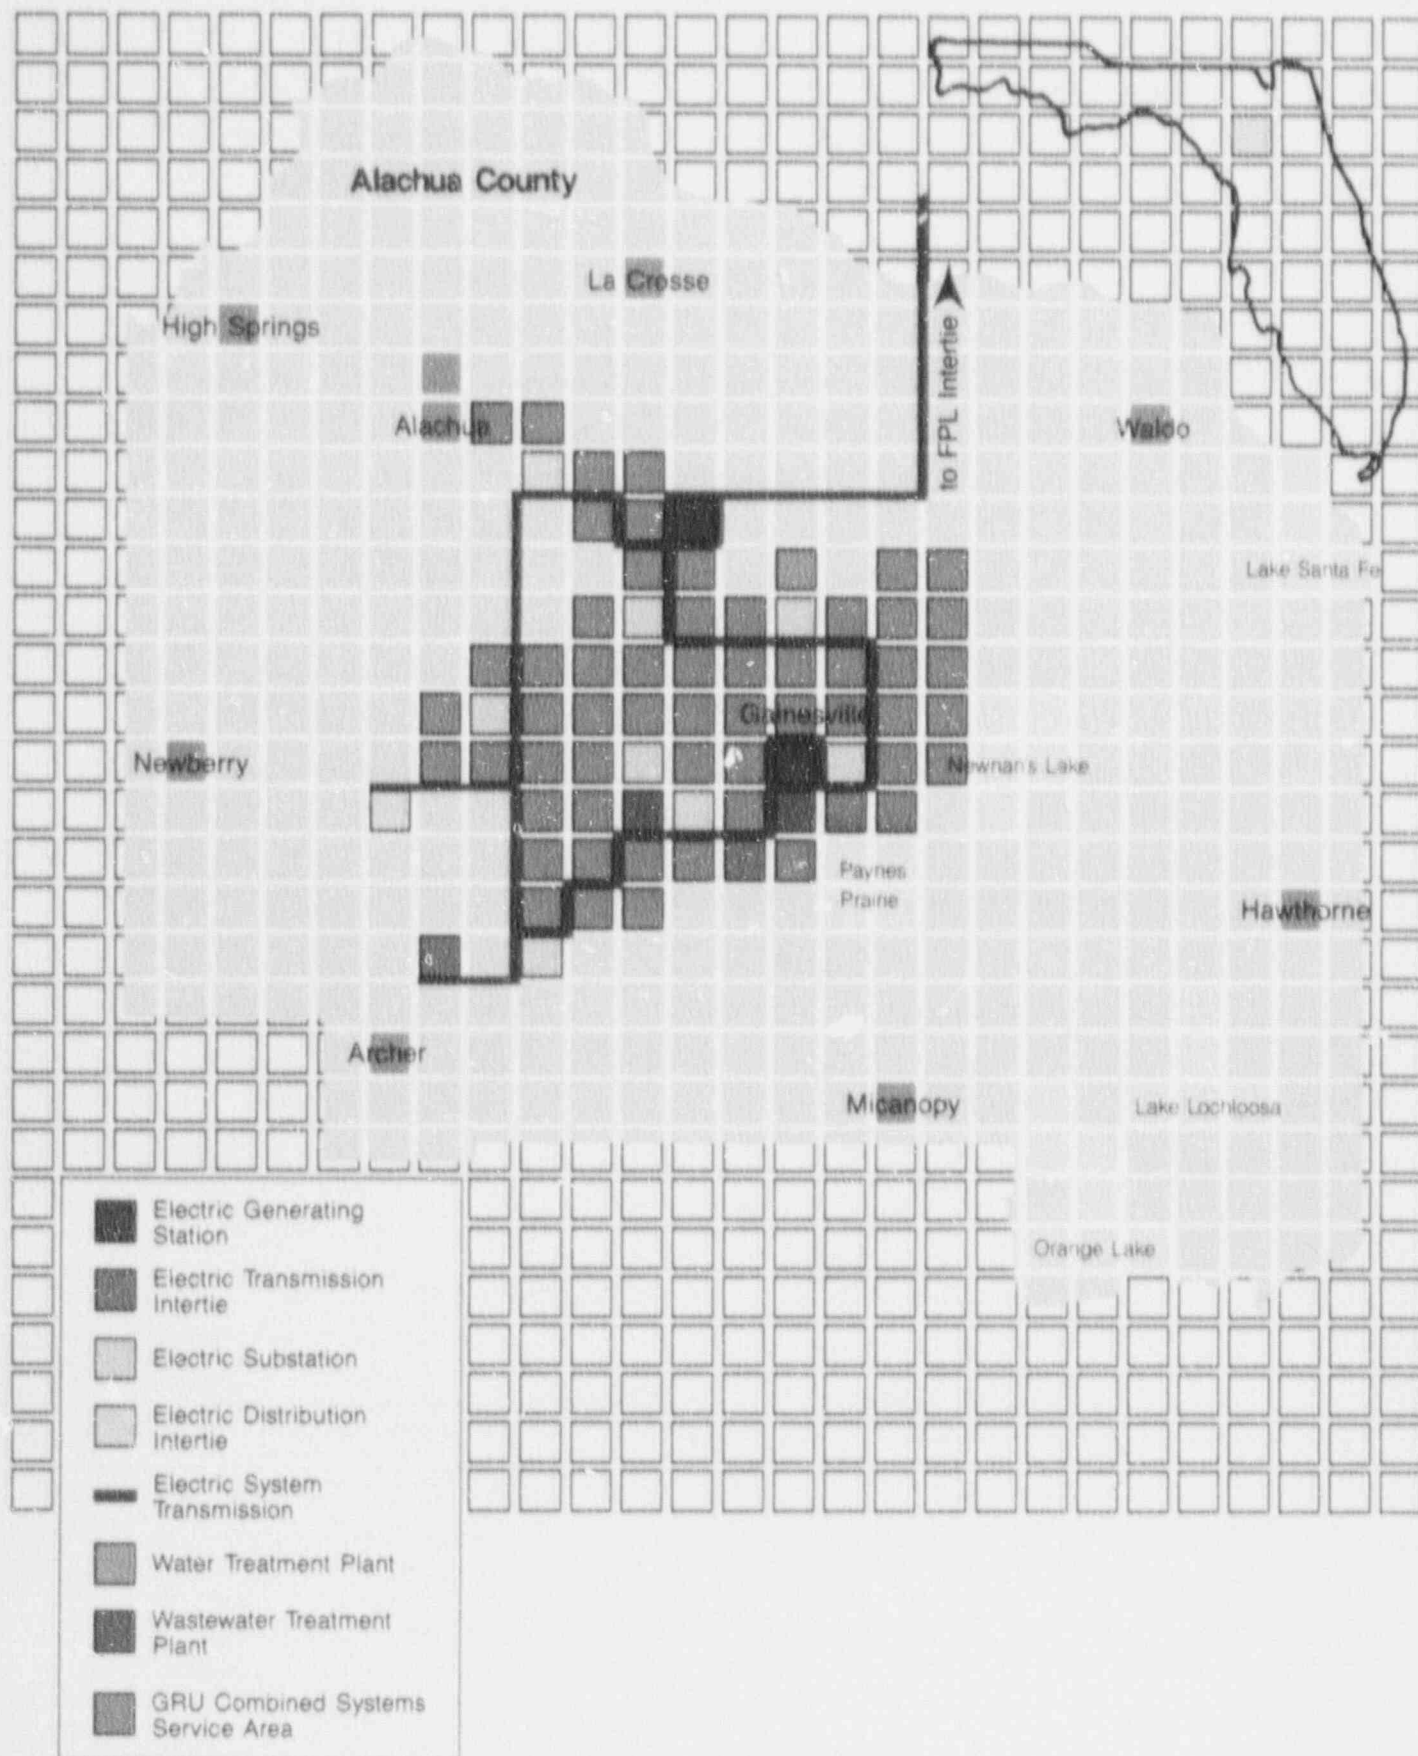 Alachua County
La Crosse
High Springs
to FPL Intertie
Alachua
Waldo
Lake Santa Fe
Gainesville
Newberry
Newnans Lake
Paynes
Prairie
Hawthorne
Archer
Micanopy
Lake Lochloosa
Orange Lake
Electric Generating
Station
Electric Transmission
Intertie
Electric Substation
Electric Distribution
Intertie
Electric System
Transmission
Water Treatment Plant
Wastewater Treatment
Plant
GRU Combined Systems
Service Area